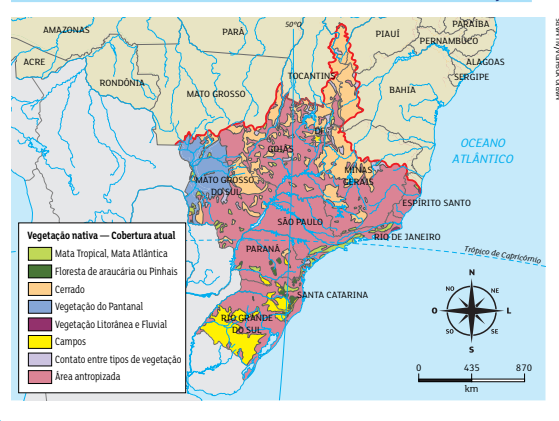 AMAZONAS
PARÁ
50°O
PIAUÍ
PARAÍBA
PERNAMBUCO
ACRE
ALAGOAS
RONDÔNIA
TOCANTINS
SERGIPE
MATO GROSSO
BAHIA
DF
GOIÁS
OCEANO
ATLÂNTICO
MINAS
GERAIS
MATO GROSSO
DO SUL
ESPÍRITO SANTO
SÃO PAULO
RIO DE JANEIRO
PARANÁ
Trópico de Capricórnio
SANTA CATARINA
RIO GRANDE
DO SUL
Vegetação nativa — Cobertura atual
Mata Tropical, Mata Atlântica
Floresta de araucária ou Pinhais
Cerrado
Vegetação do Pantanal
Vegetação Litorânea e Fluvial
Campos
Contato entre tipos de vegetação
Área antropizada
N
NO
NE
O
L
SO
SE
S
0
435
870
km